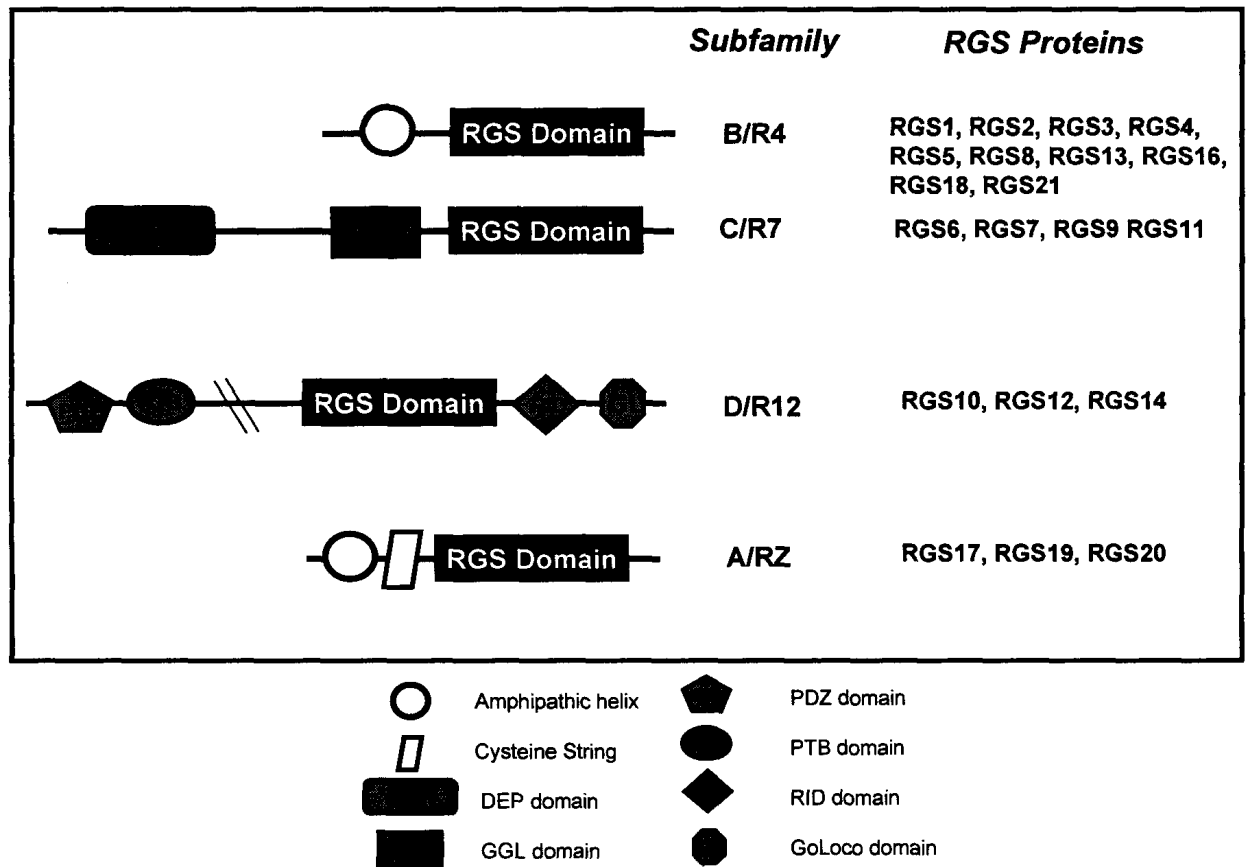 Subfamily RGS Proteins
RGS Domain B/R4 RGS1, RGS2, RGS3, RGS4,
RGS5, RGS8, RGS13, RGS16,
RGS18, RGS21
RGS Domain C/R7 RGS6, RGS7, RGS9 RGS11
RGS Domain D/R12 RGS10, RGS12, RGS14
RGS Domain A/RZ RGS17, RGS19, RGS20
Amphipathic helix PDZ domain
Cysteine String PTB domain
DEP domain RID domain
GGL domain GoLoco domain